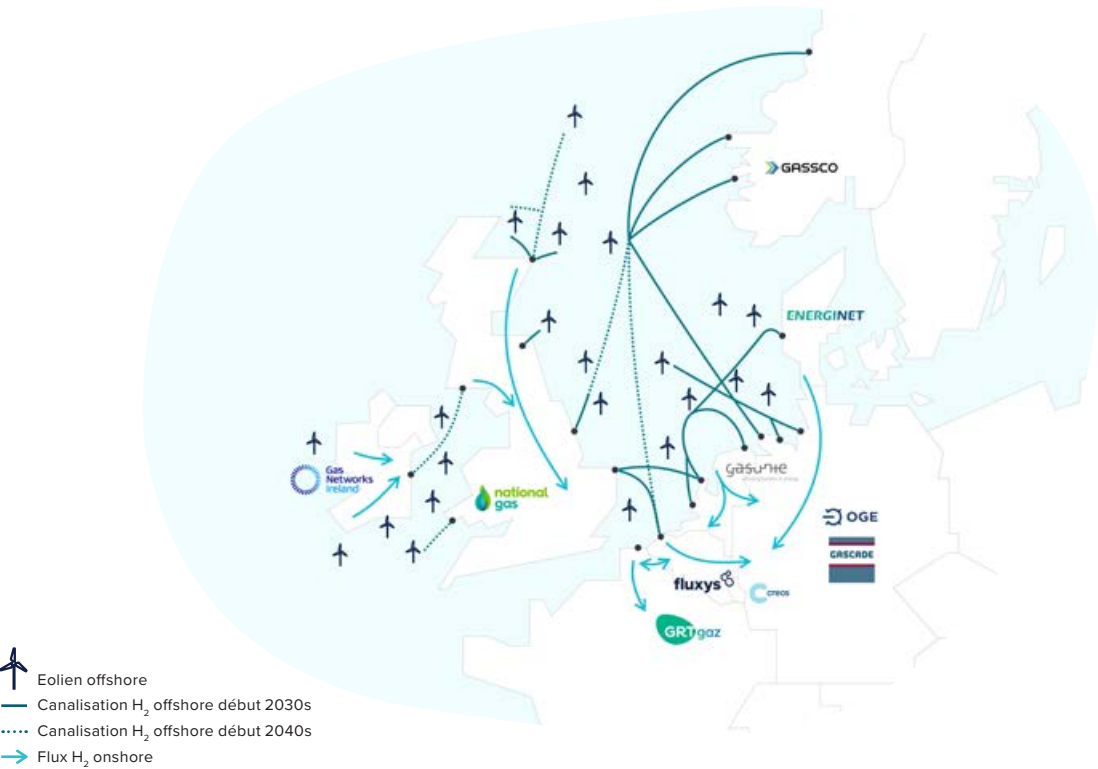 GASSCO
ENERGINET
Gas
Networks
Ireland
national
gas
gasunie
OGE
GASCADE
fluxys
creos
GRTgaz
Eolien offshore
Canalisation H2 offshore début 2030s
Canalisation H2 offshore début 2040s
Flux H2 onshore